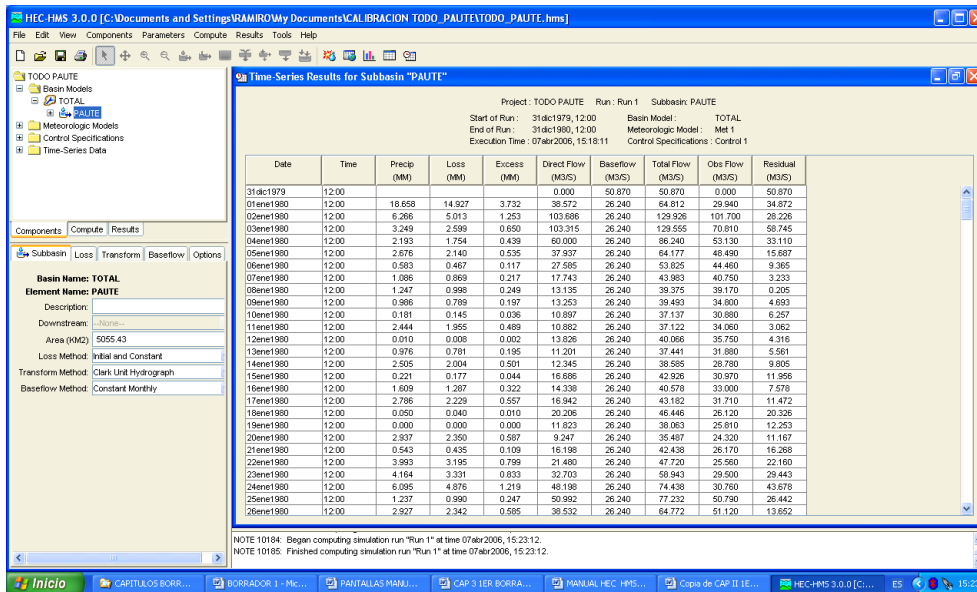 HEC-HMS 3.0.0 [C:\Documents and Settings\RAMIRO\My Documents\CALIBRACION TODO_PAUTE\TODO_PAUTE.hms]
File Edit View Components Parameters Compute Results Tools Help
TODO PAUTE
Basin Models
TOTAL
PAUTE
Meteorologic Models
Control Specifications
Time-Series Data
Components Compute Results
Subbasin Loss Transform Baseflow Options
Basin Name: TOTAL
Element Name: PAUTE
Description:
Downstream: --None--
Area (KM2) 5055.43
Loss Method: Initial and Constant
Transform Method: Clark Unit Hydrograph
Baseflow Method: Constant Monthly
Time-Series Results for Subbasin "PAUTE"
Project : TODO PAUTE Run : Run 1 Subbasin: PAUTE
Start of Run : 31dic1979, 12:00 Basin Model : TOTAL
End of Run : 31dic1980, 12:00 Meteorologic Model : Met 1
Execution Time : 07abr2006, 15:18:11 Control Specifications : Control 1
Date Time Precip Loss Excess Direct Flow Baseflow Total Flow Obs Flow Residual
(MM) (MM) (MM) (M3/S) (M3/S) (M3/S) (M3/S) (M3/S)
31dic1979 12:00 0.000 50.870 50.870 0.000 50.870
01ene1980 12:00 18.658 14.927 3.732 38.572 26.240 64.812 29.940 34.872
02ene1980 12:00 6.266 5.013 1.253 103.686 26.240 129.926 101.700 28.226
03ene1980 12:00 3.249 2.599 0.650 103.315 26.240 129.555 70.810 58.745
04ene1980 12:00 2.193 1.754 0.439 60.000 26.240 86.240 53.130 33.110
05ene1980 12:00 2.676 2.140 0.535 37.937 26.240 64.177 48.490 15.687
06ene1980 12:00 0.583 0.467 0.117 27.585 26.240 53.825 44.460 9.365
07ene1980 12:00 1.086 0.869 0.217 17.743 26.240 43.983 40.750 3.233
08ene1980 12:00 1.247 0.998 0.249 13.135 26.240 39.375 39.170 0.205
09ene1980 12:00 0.986 0.789 0.197 13.253 26.240 39.493 34.800 4.693
10ene1980 12:00 0.181 0.145 0.036 10.897 26.240 37.137 30.880 6.257
11ene1980 12:00 2.444 1.955 0.489 10.882 26.240 37.122 34.060 3.062
12ene1980 12:00 0.010 0.008 0.002 13.826 26.240 40.066 35.750 4.316
13ene1980 12:00 0.976 0.781 0.195 11.201 26.240 37.441 31.880 5.561
14ene1980 12:00 2.505 2.004 0.501 12.345 26.240 38.585 28.780 9.805
15ene1980 12:00 0.221 0.177 0.044 16.686 26.240 42.926 30.970 11.956
16ene1980 12:00 1.609 1.287 0.322 14.338 26.240 40.578 33.000 7.578
17ene1980 12:00 2.786 2.229 0.557 16.942 26.240 43.182 31.710 11.472
18ene1980 12:00 0.050 0.040 0.010 20.206 26.240 46.446 26.120 20.326
19ene1980 12:00 0.000 0.000 0.000 11.823 26.240 38.063 25.810 12.253
20ene1980 12:00 2.937 2.350 0.587 9.247 26.240 35.487 24.320 11.167
21ene1980 12:00 0.543 0.435 0.109 16.198 26.240 42.438 26.170 16.268
22ene1980 12:00 3.993 3.195 0.799 21.480 26.240 47.720 25.560 22.160
23ene1980 12:00 4.164 3.331 0.833 32.703 26.240 58.943 29.500 29.443
24ene1980 12:00 6.095 4.876 1.219 48.198 26.240 74.438 30.760 43.678
25ene1980 12:00 1.237 0.990 0.247 50.992 26.240 77.232 50.790 26.442
26ene1980 12:00 2.927 2.342 0.585 38.532 26.240 64.772 51.120 13.652
NOTE 10184: Began computing simulation run "Run 1" at time 07abr2006, 15:23:12.
NOTE 10185: Finished computing simulation run "Run 1" at time 07abr2006, 15:23:12.
Inicio CAPITULOS BORR... BORRADOR 1 - Mic... PANTALLAS MANU... CAP 3 1ER BORRA... MANUAL HEC HMS... Copia de CAP II 1E... HEC-HMS 3.0.0 [C:... ES 15:23